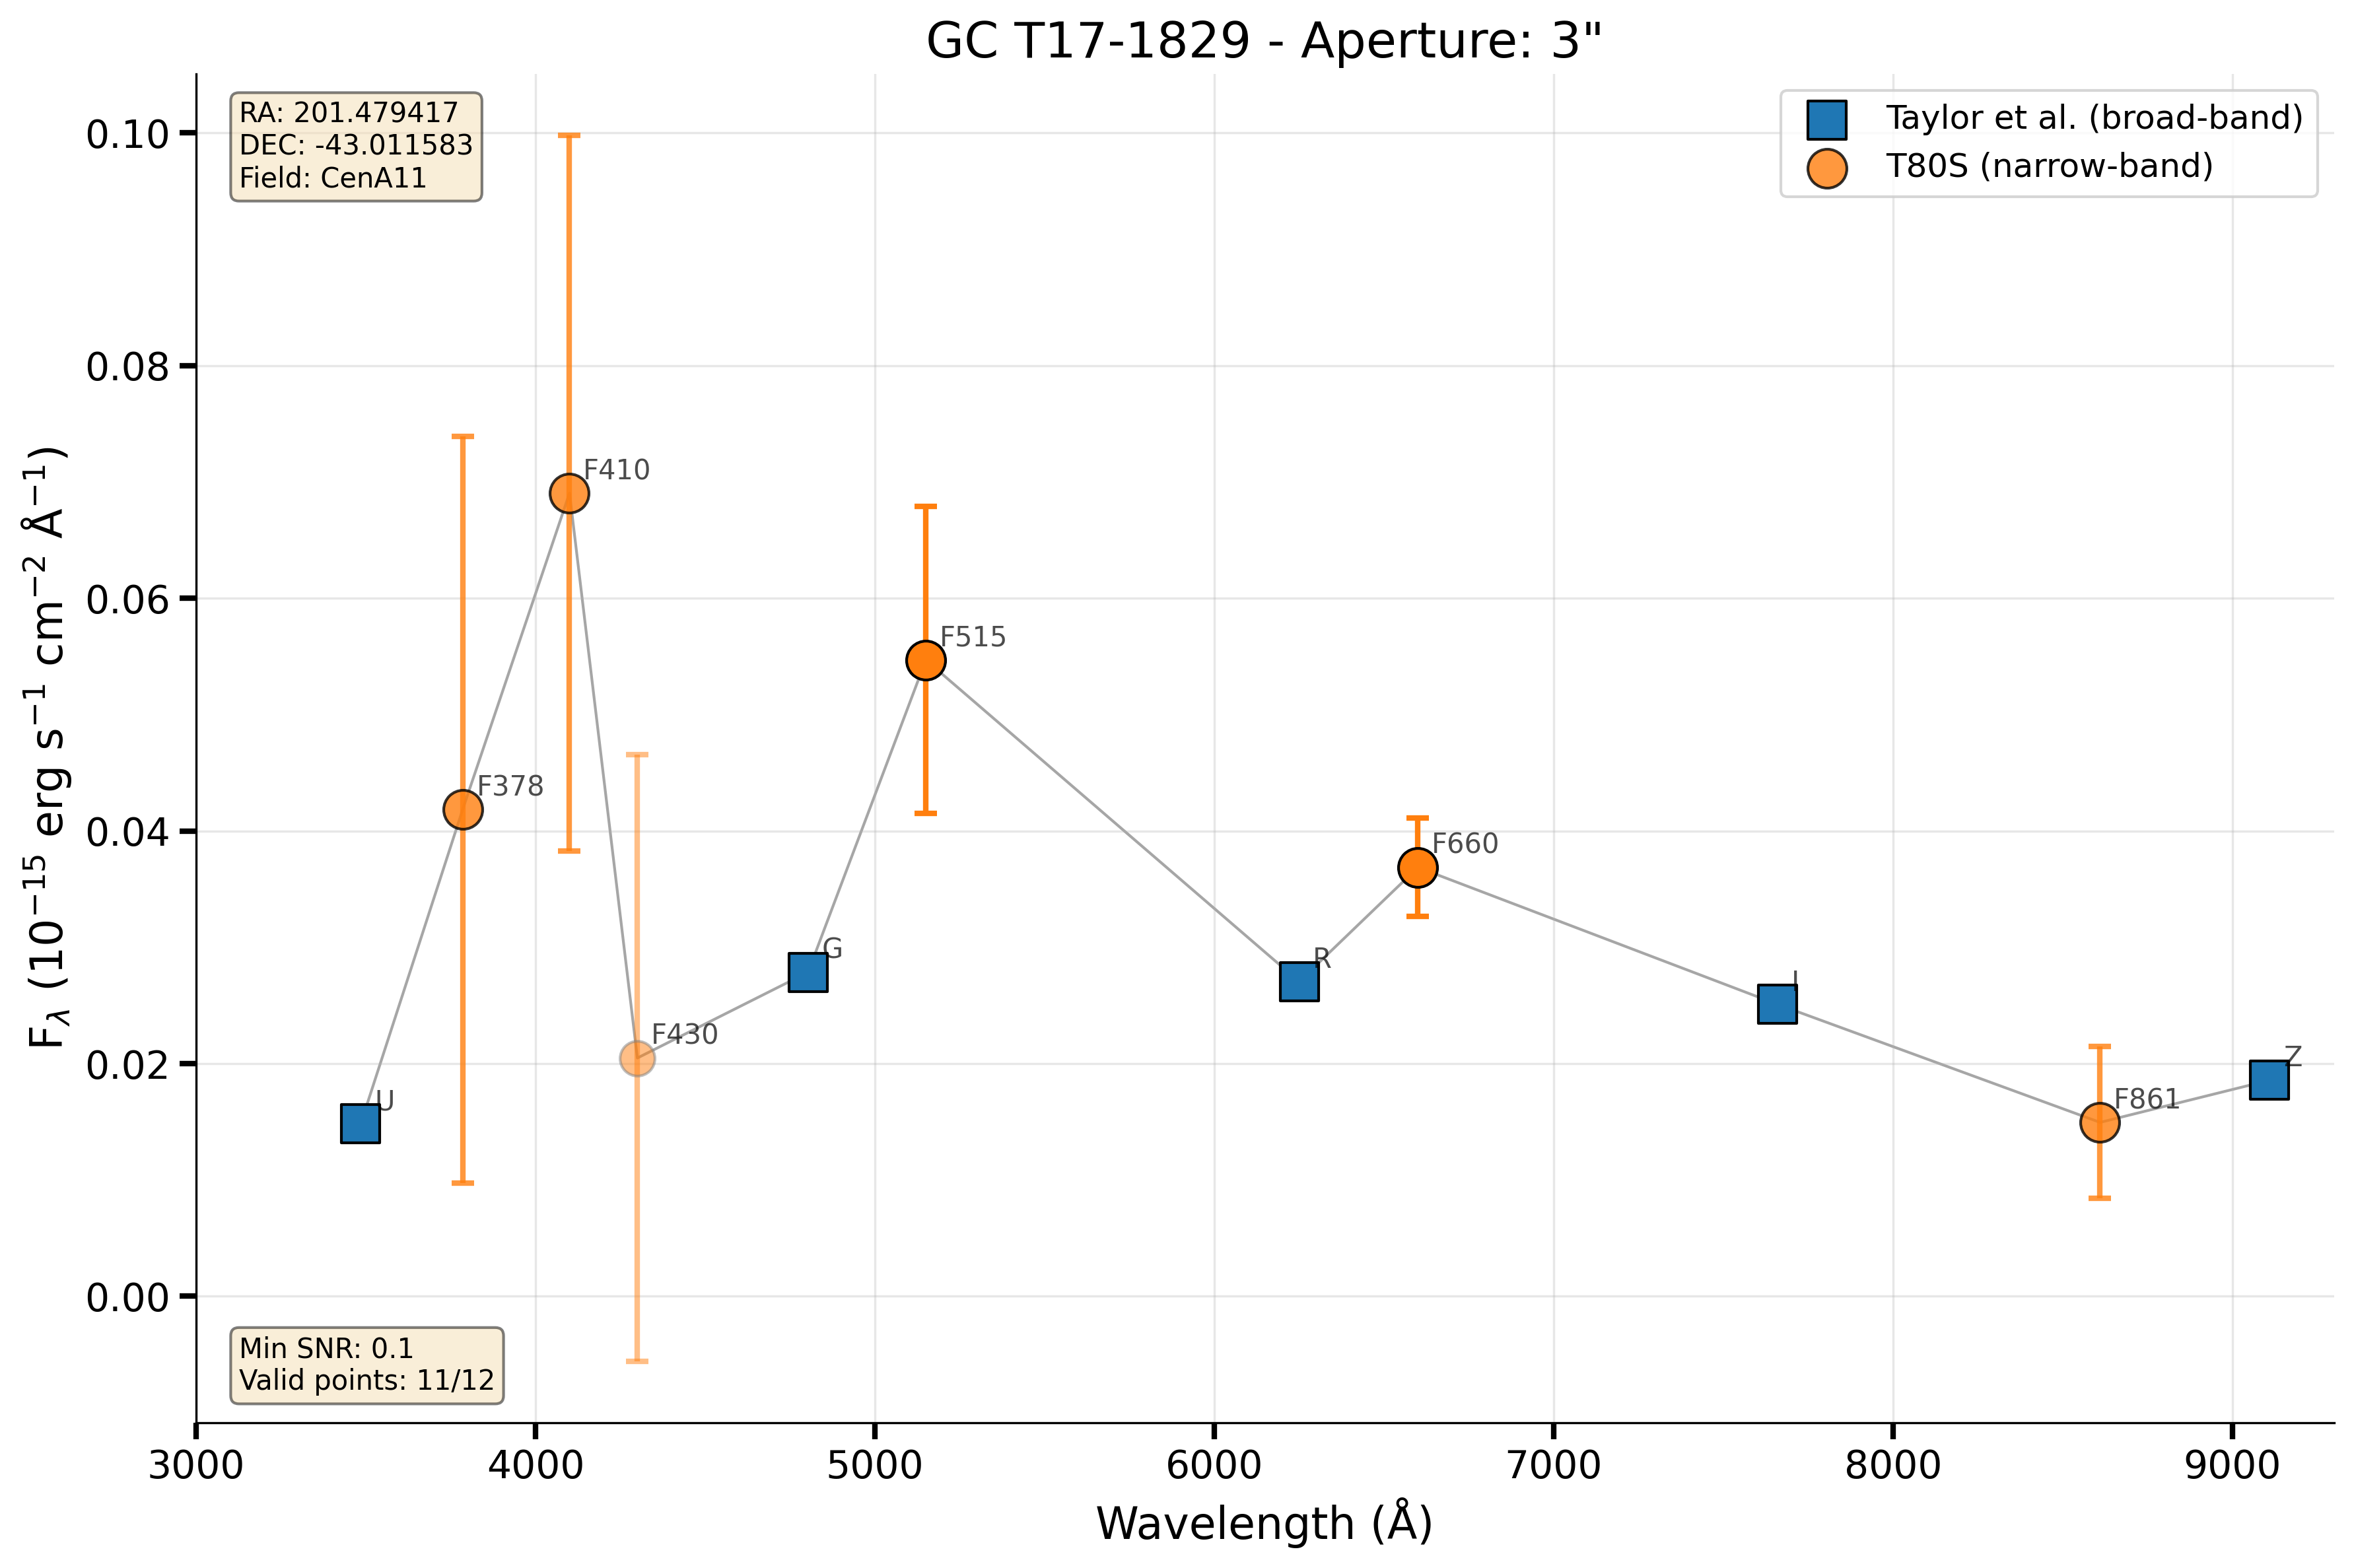 GC T17-1829 - Aperture: 3"
RA: 201.479417
DEC: -43.011583
Field: CenA11
Taylor et al. (broad-band)
T80S (narrow-band)
0.10
0.08
0.06
0.04
0.02
0.00
F_λ (10⁻¹⁵ erg s⁻¹ cm⁻² Å⁻¹)
F410
F515
F378
F660
G
R
I
F430
Z
U
F861
Min SNR: 0.1
Valid points: 11/12
3000 4000 5000 6000 7000 8000 9000
Wavelength (Å)